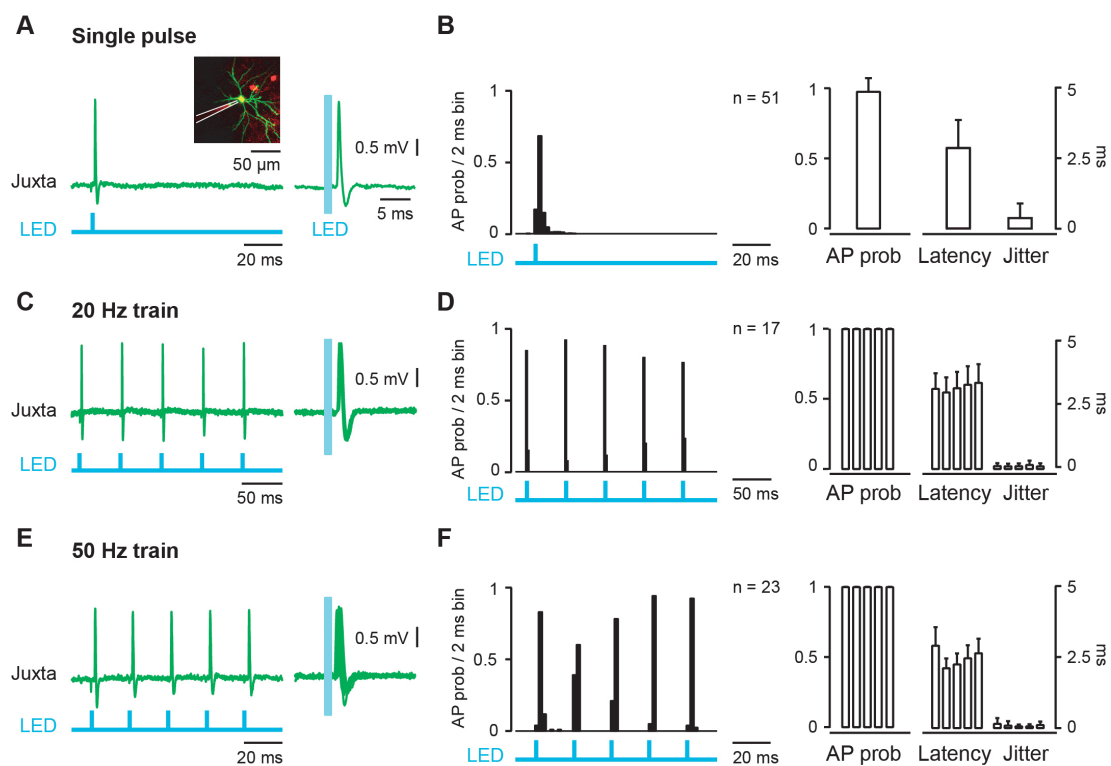 A
Single pulse
50 µm
0.5 mV
Juxta
5 ms
LED
LED
20 ms
B
AP prob / 2 ms bin
1
0.5
0
n = 51
LED
20 ms
1
0.5
0
5
2.5
0
ms
AP prob
Latency
Jitter
C
20 Hz train
0.5 mV
Juxta
LED
50 ms
D
AP prob / 2 ms bin
1
0.5
0
n = 17
LED
50 ms
1
0.5
0
5
2.5
0
ms
AP prob
Latency
Jitter
E
50 Hz train
0.5 mV
Juxta
LED
20 ms
F
AP prob / 2 ms bin
1
0.5
0
n = 23
LED
20 ms
1
0.5
0
5
2.5
0
ms
AP prob
Latency
Jitter